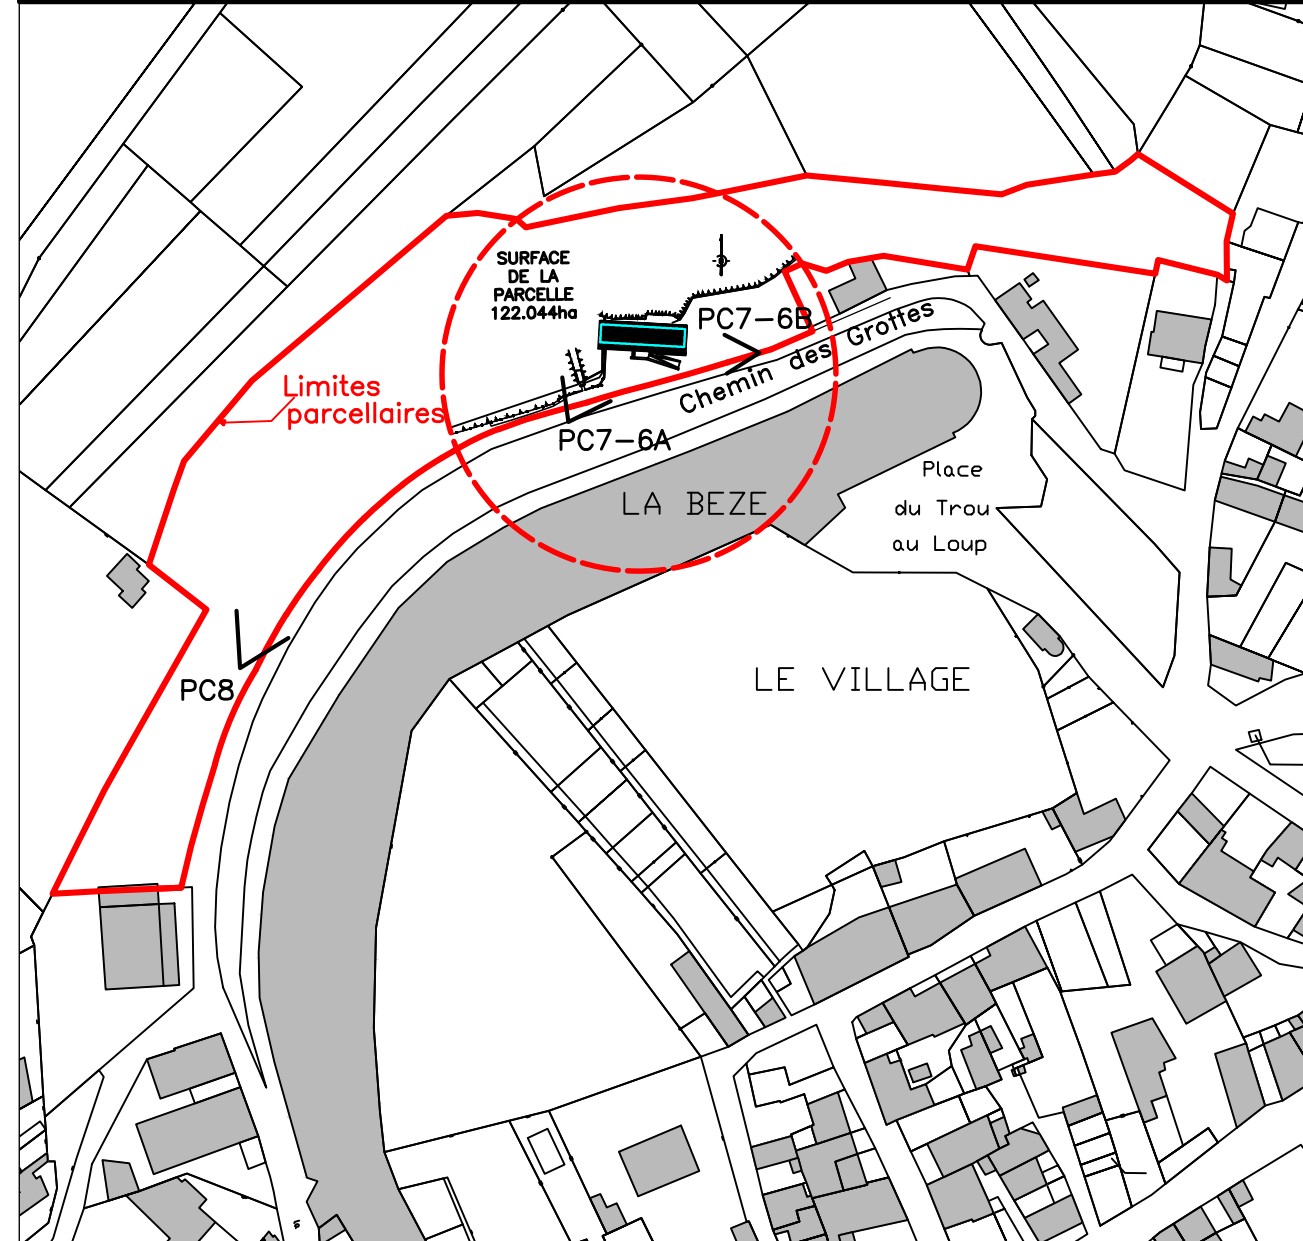 SURFACE
DE LA
PARCELLE
122.044ha
PC7-6B
Chemin des Grottes
Limites
parcellaires
PC7-6A
Place
du Trou
au Loup
LA BEZE
LE VILLAGE
PC8